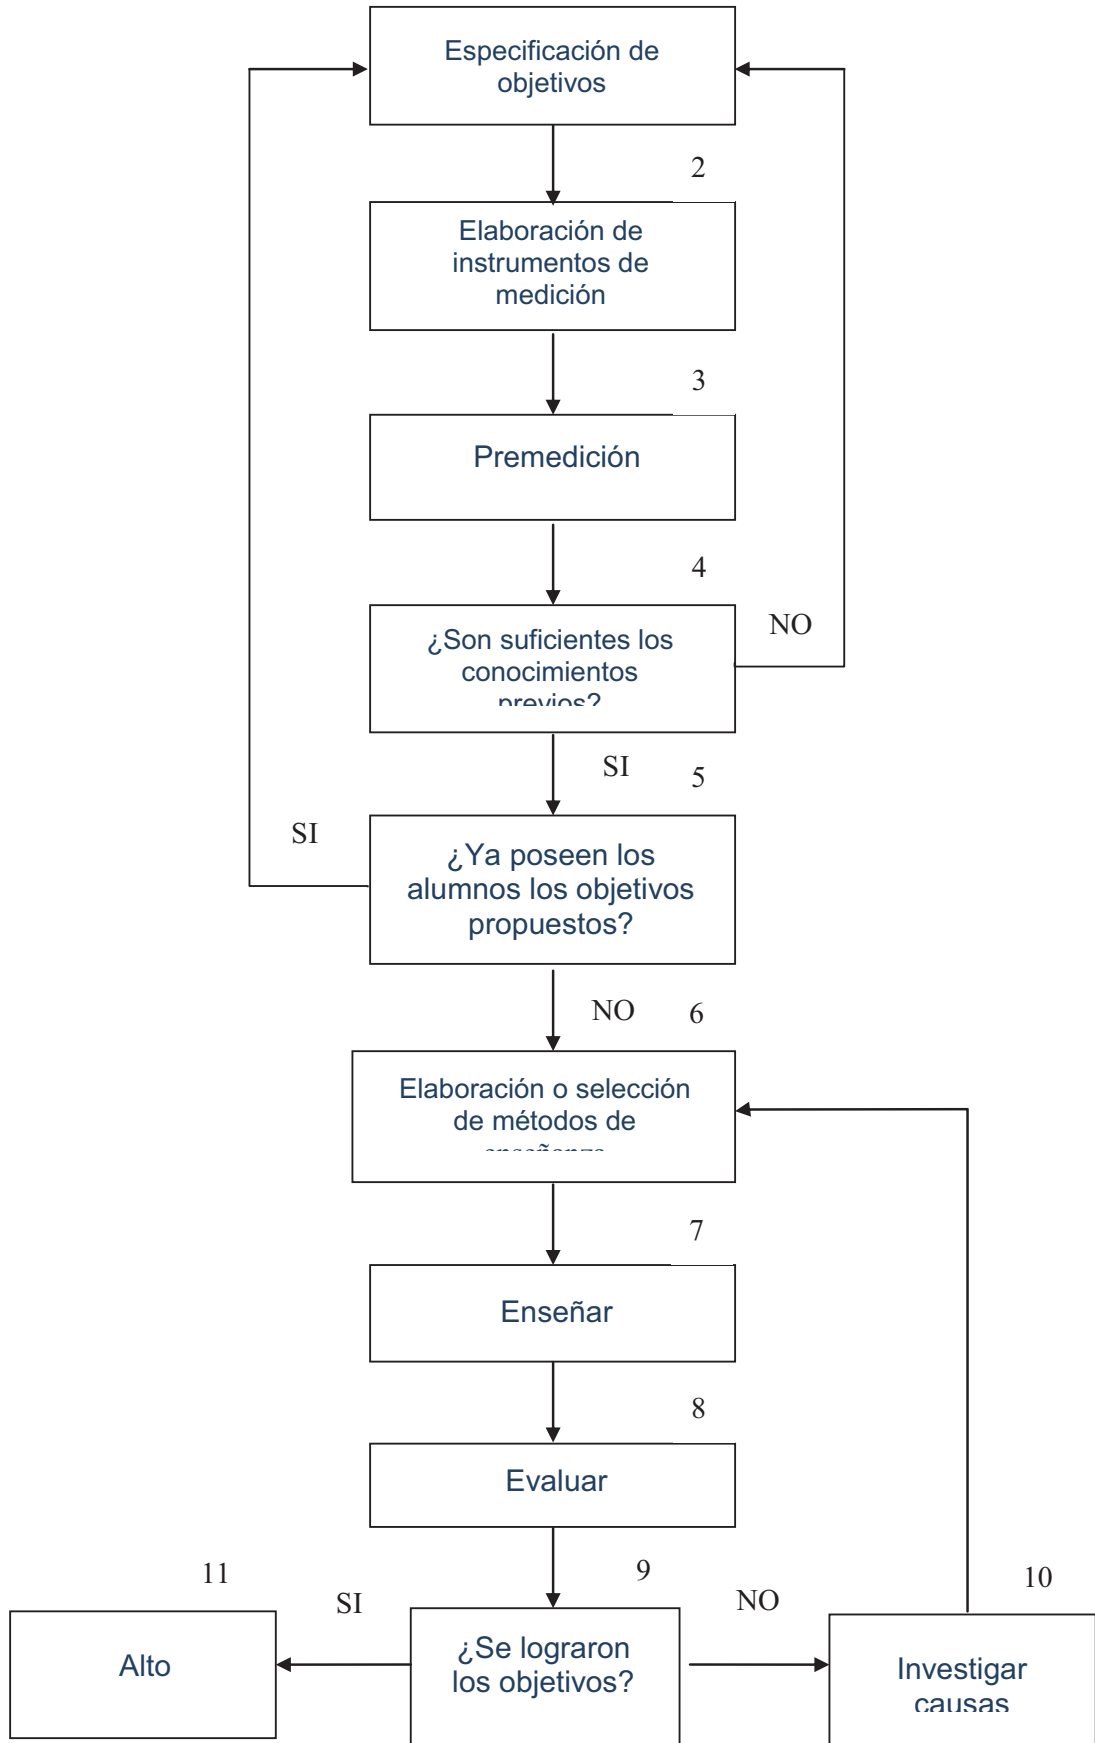 Especificación de
objetivos
2
Elaboración de
instrumentos de
medición
3
Premedición
4
¿Son suficientes los
conocimientos
previos?
NO
SI
5
SI
¿Ya poseen los
alumnos los objetivos
propuestos?
NO
6
Elaboración o selección
de métodos de
enseñanza
7
Enseñar
8
Evaluar
9
11
SI
NO
10
Alto
¿Se lograron
los objetivos?
Investigar
causas